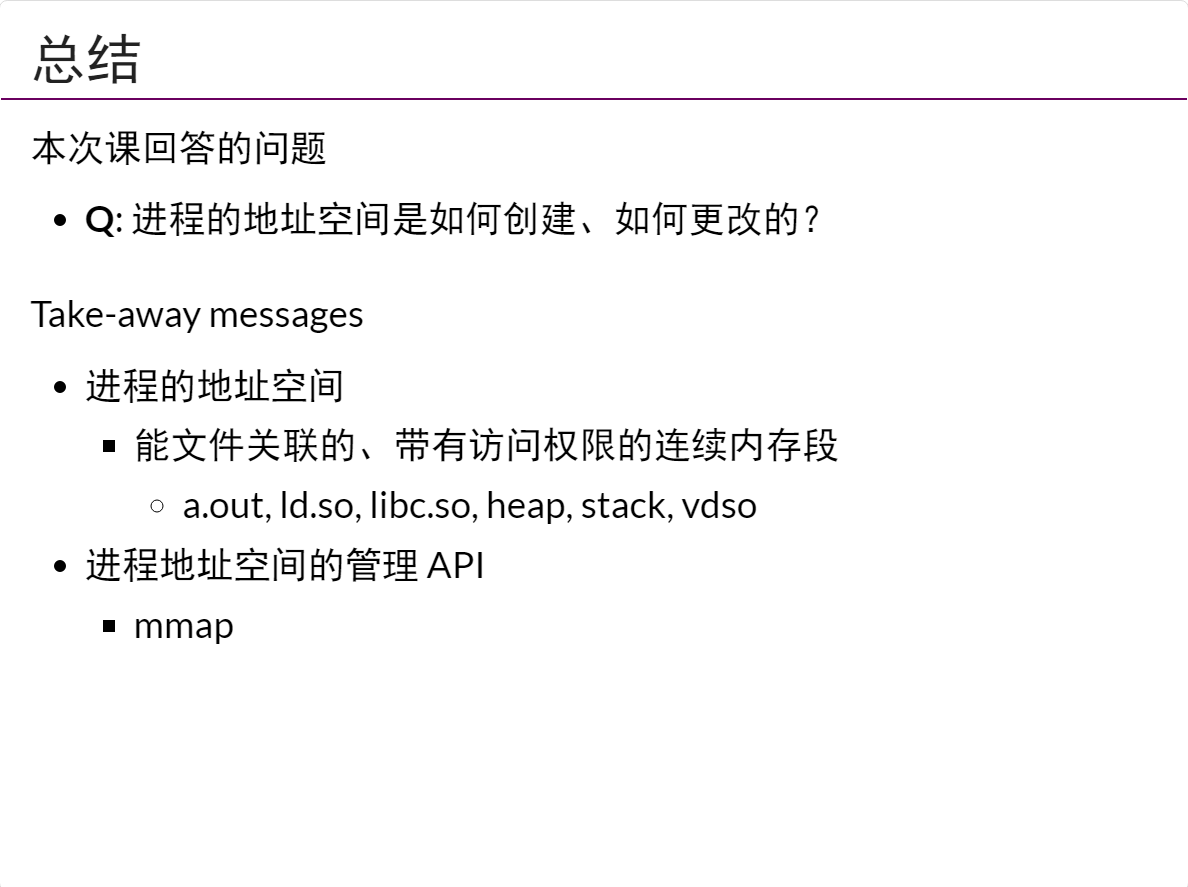 总结
本次课回答的问题
Q: 进程的地址空间是如何创建、如何更改的？
Take-away messages
进程的地址空间
能文件关联的、带有访问权限的连续内存段
a.out, ld.so, libc.so, heap, stack, vdso
进程地址空间的管理 API
mmap